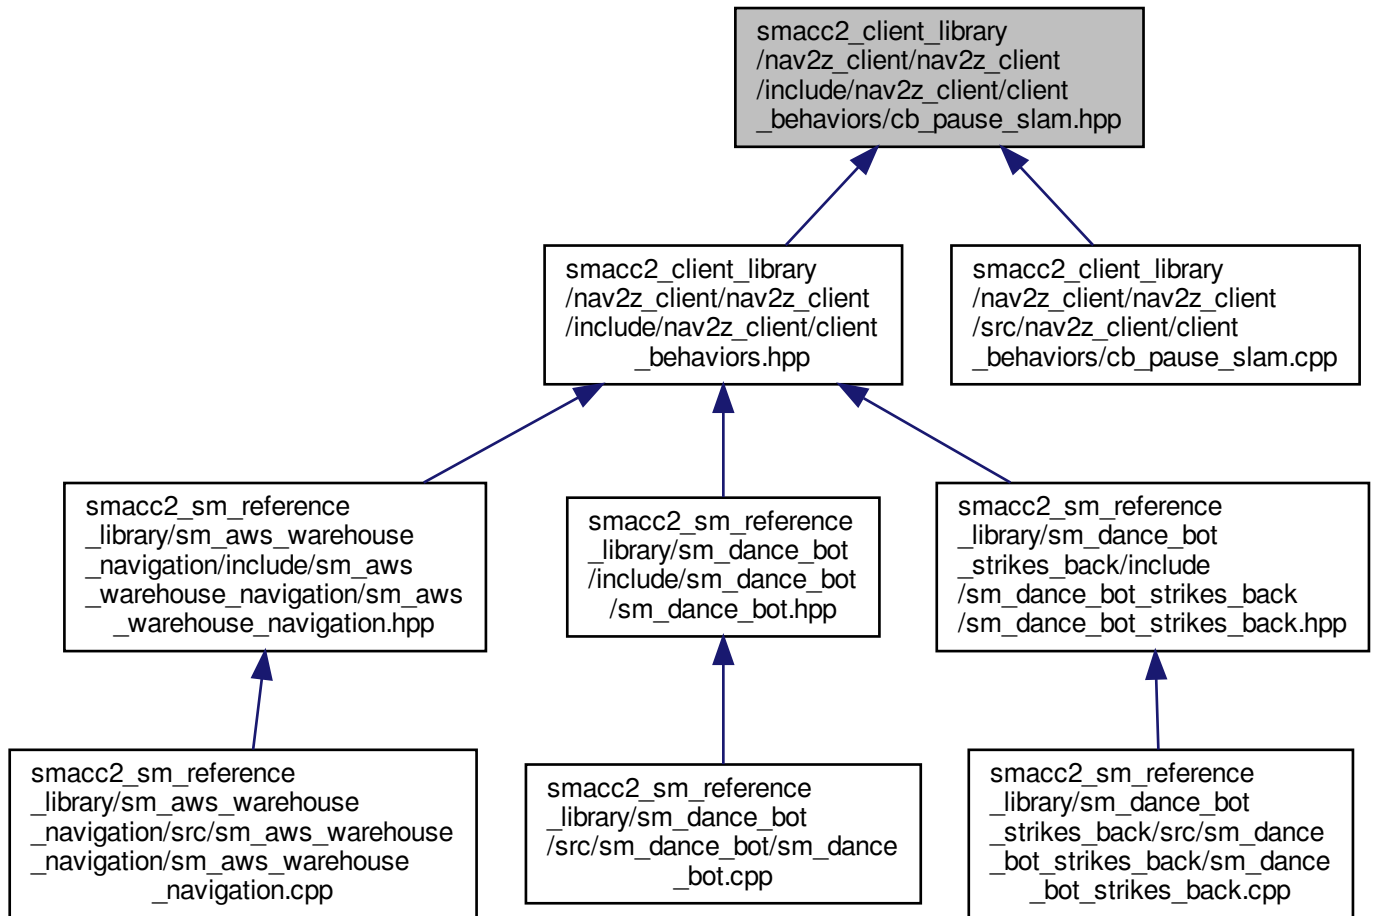 smacc2_client_library
/nav2z_client/nav2z_client
/include/nav2z_client/client
_behaviors/cb_pause_slam.hpp
smacc2_client_library
/nav2z_client/nav2z_client
/include/nav2z_client/client
_behaviors.hpp
smacc2_client_library
/nav2z_client/nav2z_client
/src/nav2z_client/client
_behaviors/cb_pause_slam.cpp
smacc2_sm_reference
_library/sm_aws_warehouse
_navigation/include/sm_aws
_warehouse_navigation/sm_aws
_warehouse_navigation.hpp
smacc2_sm_reference
_library/sm_dance_bot
/include/sm_dance_bot
/sm_dance_bot.hpp
smacc2_sm_reference
_library/sm_dance_bot
_strikes_back/include
/sm_dance_bot_strikes_back
/sm_dance_bot_strikes_back.hpp
smacc2_sm_reference
_library/sm_aws_warehouse
_navigation/src/sm_aws_warehouse
_navigation/sm_aws_warehouse
_navigation.cpp
smacc2_sm_reference
_library/sm_dance_bot
/src/sm_dance_bot/sm_dance
_bot.cpp
smacc2_sm_reference
_library/sm_dance_bot
_strikes_back/src/sm_dance
_bot_strikes_back/sm_dance
_bot_strikes_back.cpp